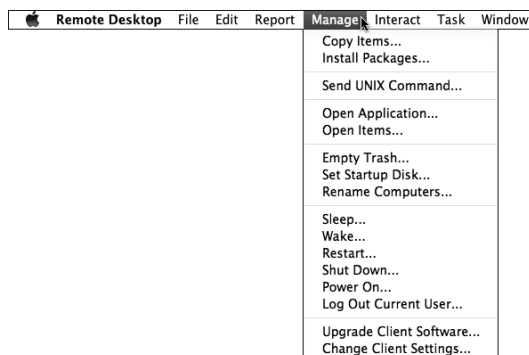 Remote Desktop File Edit Report Manage Interact Task Window
Copy Items...
Install Packages...
Send UNIX Command...
Open Application...
Open Items...
Empty Trash...
Set Startup Disk...
Rename Computers...
Sleep...
Wake...
Restart...
Shut Down...
Power On...
Log Out Current User...
Upgrade Client Software...
Change Client Settings...